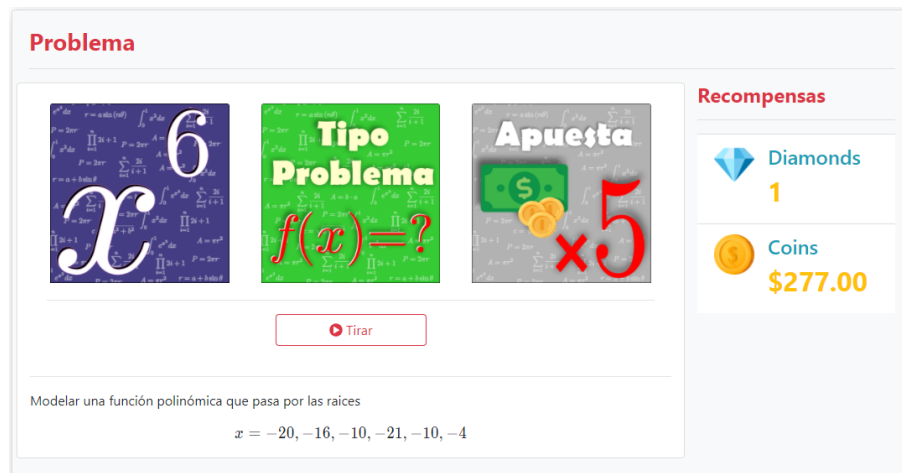 Problema
x^6
Tipo
Problema
f(x)=?
Apuesta
$
×5
Tirar
Modelar una función polinómica que pasa por las raices
x = −20, −16, −10, −21, −10, −4
Recompensas
Diamonds
1
Coins
$
$277.00